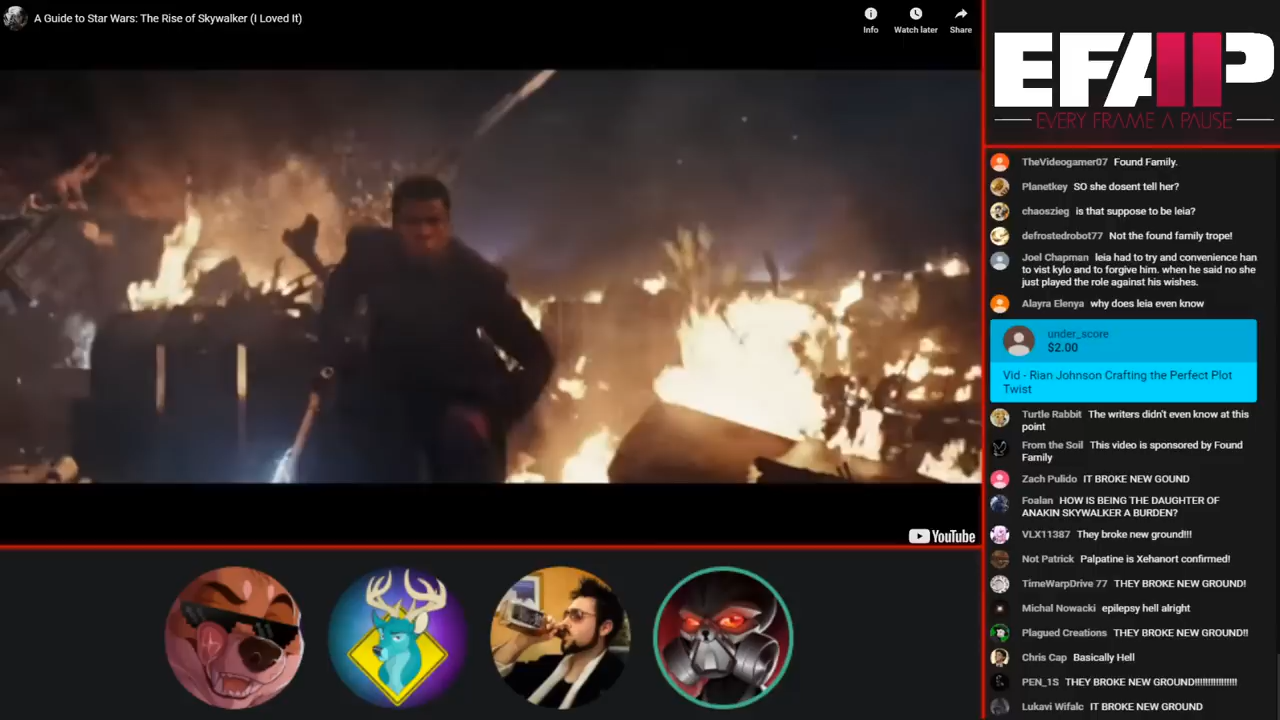 A Guide to Star Wars: The Rise of Skywalker (I Loved It)
Info
Watch later
Share
YouTube
EFAP
EVERY FRAME A PAUSE
TheVideogamer07 Found Family.
Planetkey SO she dosent tell her?
chaoszieg is that suppose to be leia?
defrostedrobot77 Not the found family trope!
Joel Chapman leia had to try and convenience han
to vist kylo and to forgive him. when he said no she
just played the role against his wishes.
Alayra Elenya why does leia even know
under_score
$2.00
Vid - Rian Johnson Crafting the Perfect Plot
Twist
Turtle Rabbit The writers didn't even know at this
point
From the Soil This video is sponsored by Found
Family
Zach Pulido IT BROKE NEW GOUND
Foalan HOW IS BEING THE DAUGHTER OF
ANAKIN SKYWALKER A BURDEN?
VLX11387 They broke new ground!!!
Not Patrick Palpatine is Xehanort confirmed!
TimeWarpDrive 77 THEY BROKE NEW GROUND!
Michal Nowacki epilepsy hell alright
Plagued Creations THEY BROKE NEW GROUND!!
Chris Cap Basically Hell
PEN_1S THEY BROKE NEW GROUND!!!!!!!!!!!!!!!!
Lukavi Wifalc IT BROKE NEW GROUND